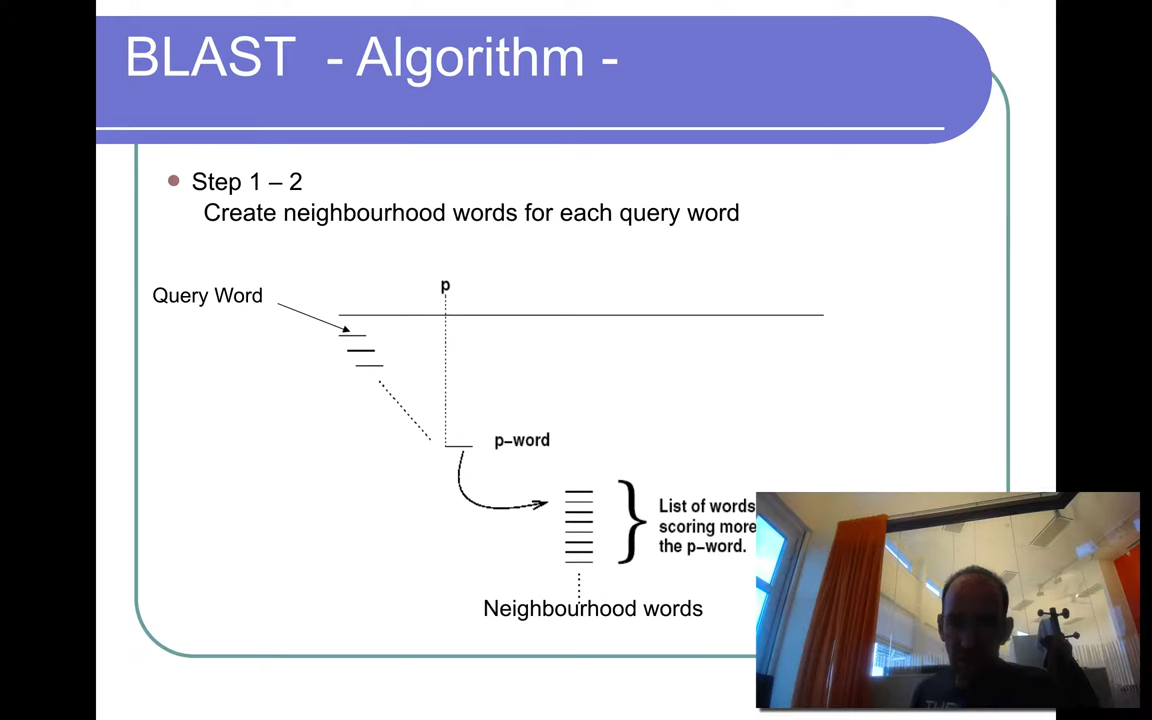 BLAST - Algorithm -
Step 1 – 2
Create neighbourhood words for each query word
Query Word
p
p–word
List of words
scoring more
the p–word.
Neighbourhood words
THE